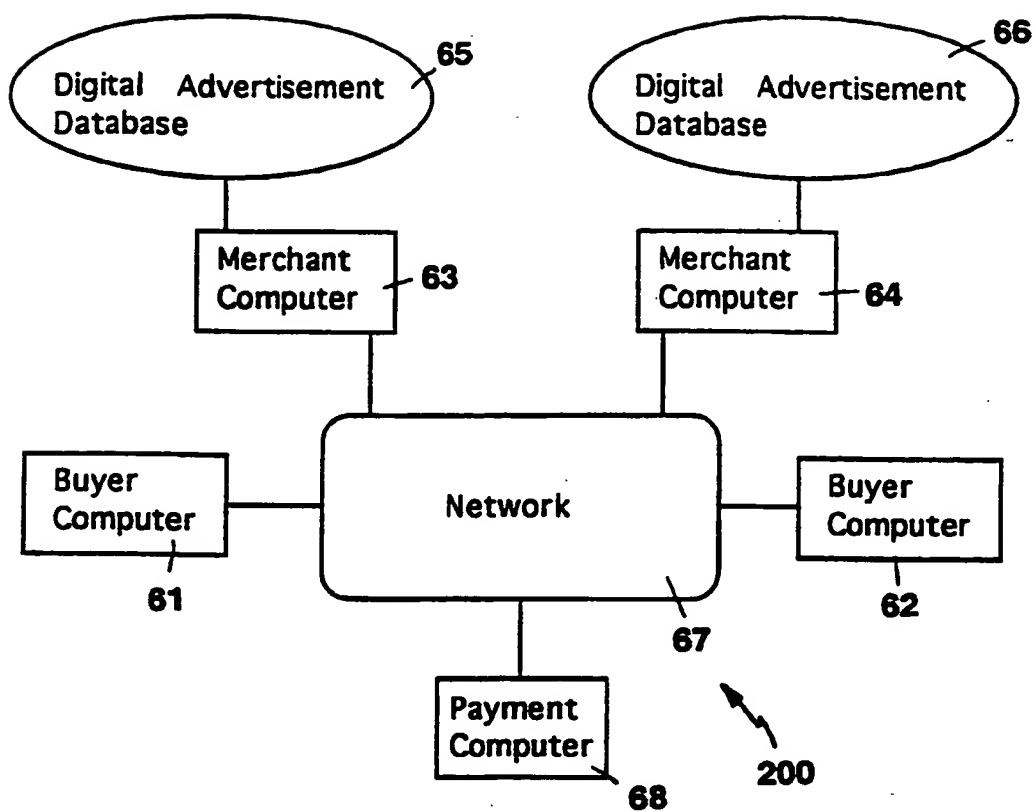 65
66
Digital Advertisement
Database
Digital Advertisement
Database
Merchant
Computer
63
Merchant
Computer
64
Buyer
Computer
61
Network
Buyer
Computer
62
67
Payment
Computer
68
200